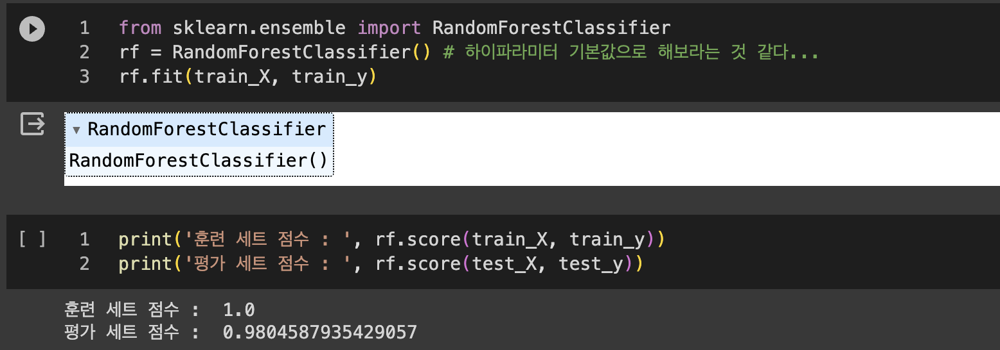 1 from sklearn.ensemble import RandomForestClassifier
2 rf = RandomForestClassifier() # 하이파라미터 기본값으로 해보라는 것 같다...
3 rf.fit(train_X, train_y)
▾ RandomForestClassifier
RandomForestClassifier()
[ ] 1 print('훈련 세트 점수 : ', rf.score(train_X, train_y))
2 print('평가 세트 점수 : ', rf.score(test_X, test_y))
훈련 세트 점수 :  1.0
평가 세트 점수 :  0.9804587935429057